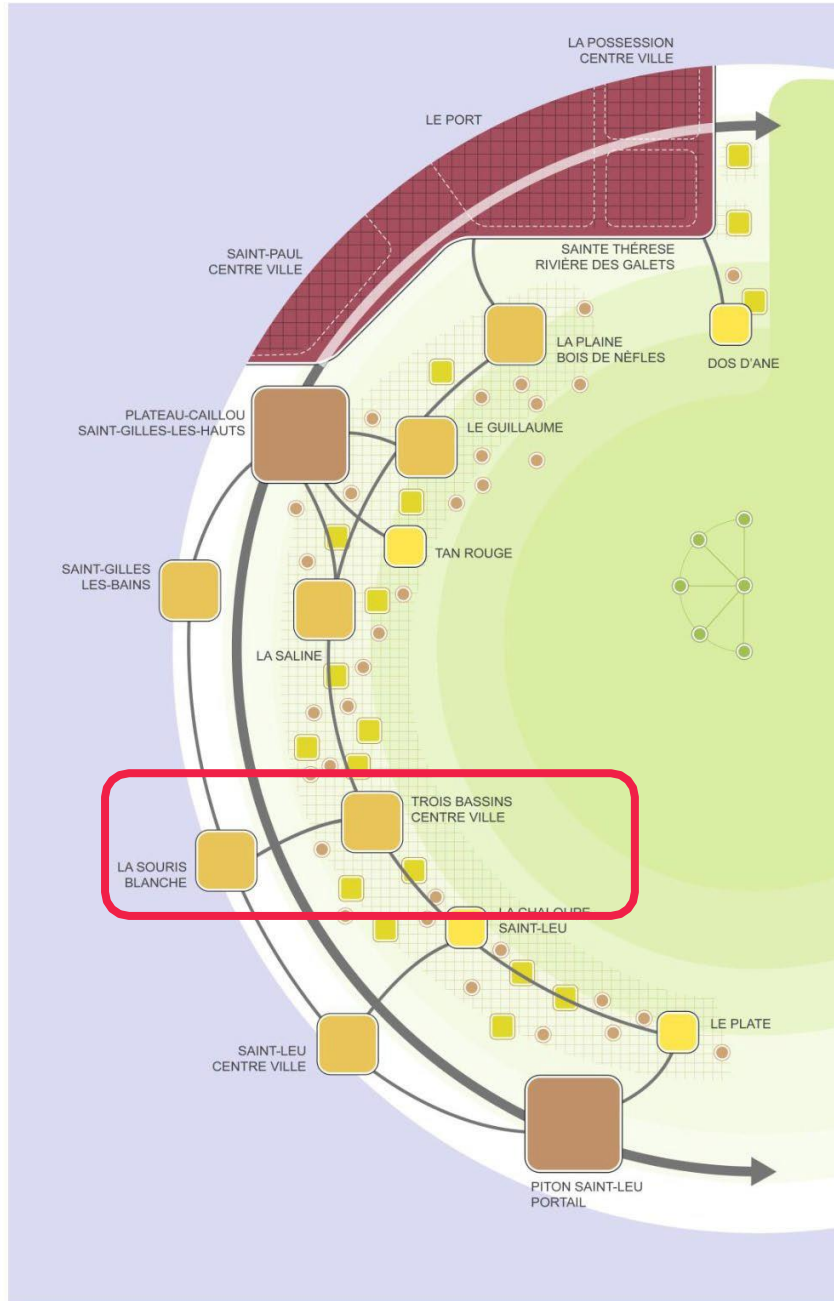 LA POSSESSION
CENTRE VILLE
LE PORT
SAINT-PAUL
CENTRE VILLE
SAINTE THÉRESE
RIVIÈRE DES GALETS
LA PLAINE
BOIS DE NÈFLES
DOS D'ANE
PLATEAU-CAILLOU
SAINT-GILLES-LES-HAUTS
LE GUILLAUME
TAN ROUGE
SAINT-GILLES
LES-BAINS
LA SALINE
TROIS BASSINS
CENTRE VILLE
LA SOURIS
BLANCHE
LA CHALOUPE
SAINT-LEU
LE PLATE
SAINT-LEU
CENTRE VILLE
PITON SAINT-LEU
PORTAIL